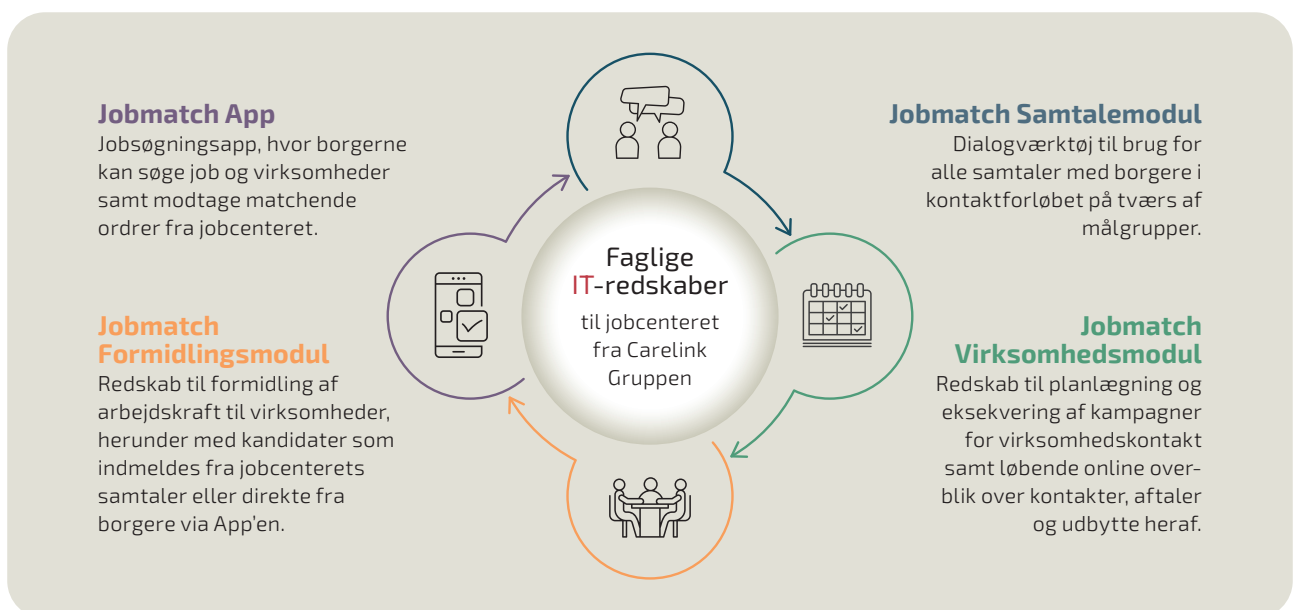 Jobmatch App
Jobsøgningsapp, hvor borgerne
kan søge job og virksomheder
samt modtage matchende
ordrer fra jobcenteret.
Jobmatch
Formidlingsmodul
Redskab til formidling af
arbejdskraft til virksomheder,
herunder med kandidater som
indmeldes fra jobcenterets
samtaler eller direkte fra
borgere via App'en.
Faglige
IT-redskaber
til jobcenteret
fra Carelink
Gruppen
Jobmatch Samtalemodul
Dialogværktøj til brug for
alle samtaler med borgere i
kontaktforløbet på tværs af
målgrupper.
Jobmatch
Virksomhedsmodul
Redskab til planlægning og
eksekvering af kampagner
for virksomhedskontakt
samt løbende online over-
blik over kontakter, aftaler
og udbytte heraf.